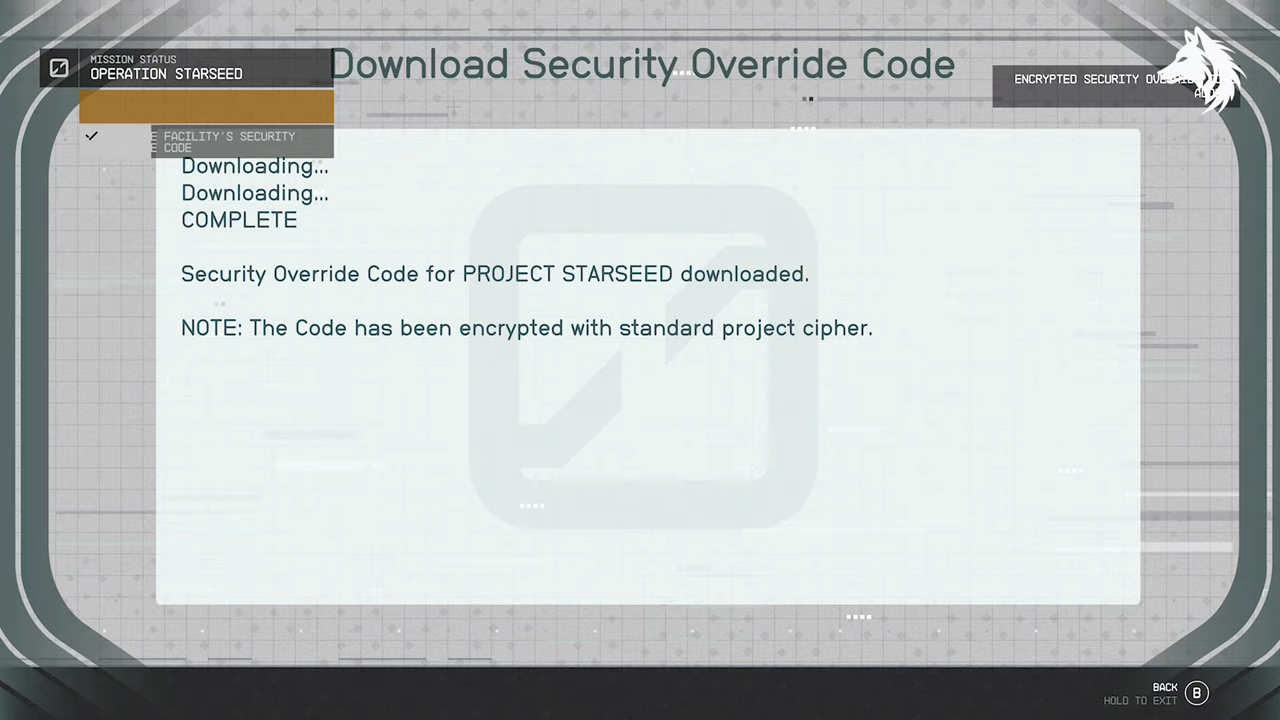 MISSION STATUS
OPERATION STARSEED
Download Security Override Code
ENCRYPTED SECURITY
FACILITY'S SECURITY
CODE
Downloading...
Downloading...
COMPLETE
Security Override Code for PROJECT STARSEED downloaded.
NOTE: The Code has been encrypted with standard project cipher.
BACK
HOLD TO EXIT
B